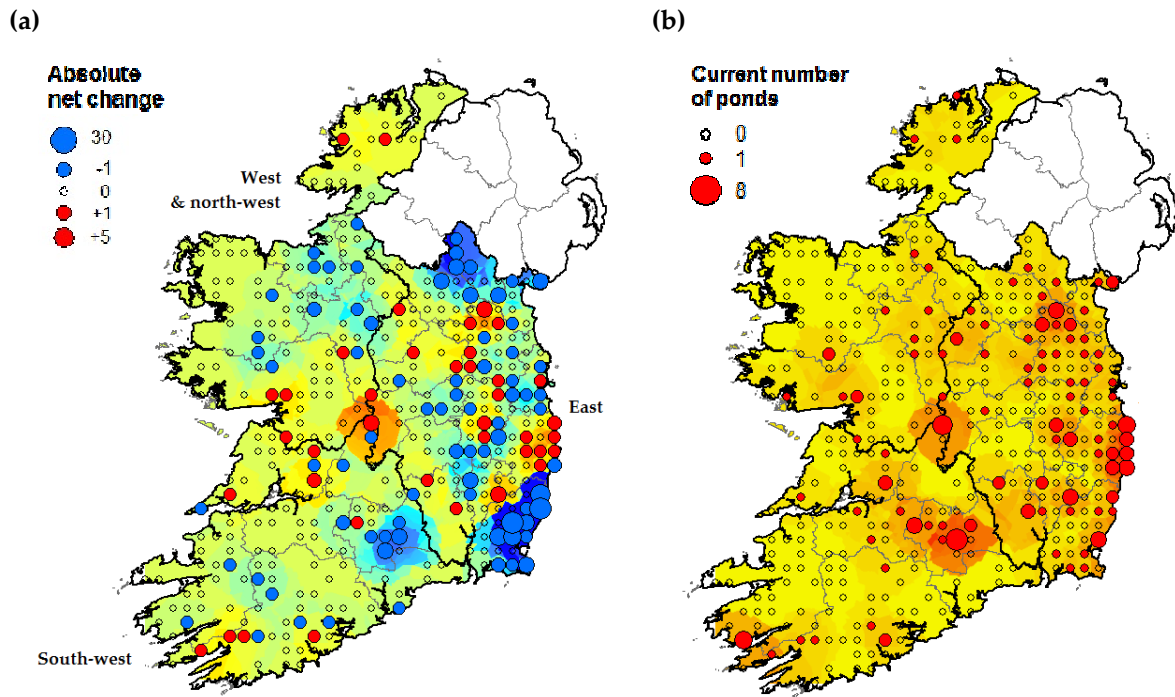 (a)
Absolute
net change
30
-1
0
+1
+5
West
& north-west
East
South-west
(b)
Current number
of ponds
0
1
8